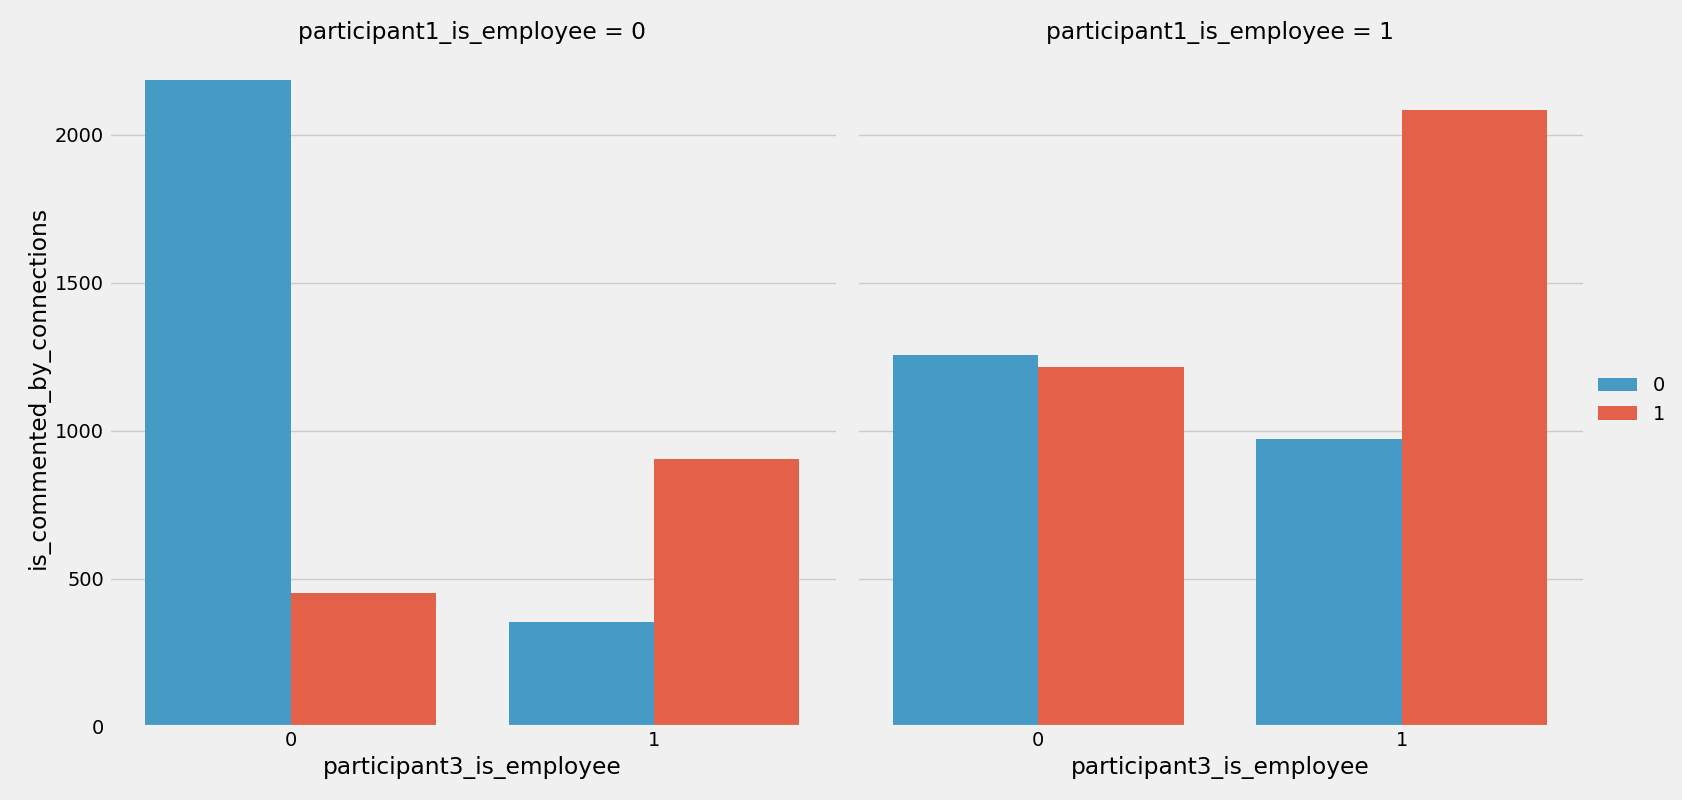 participant1_is_employee = 0
participant1_is_employee = 1
is_commented_by_connections
2000
1500
1000
500
0
0
1
participant3_is_employee
0
1
participant3_is_employee
0
1